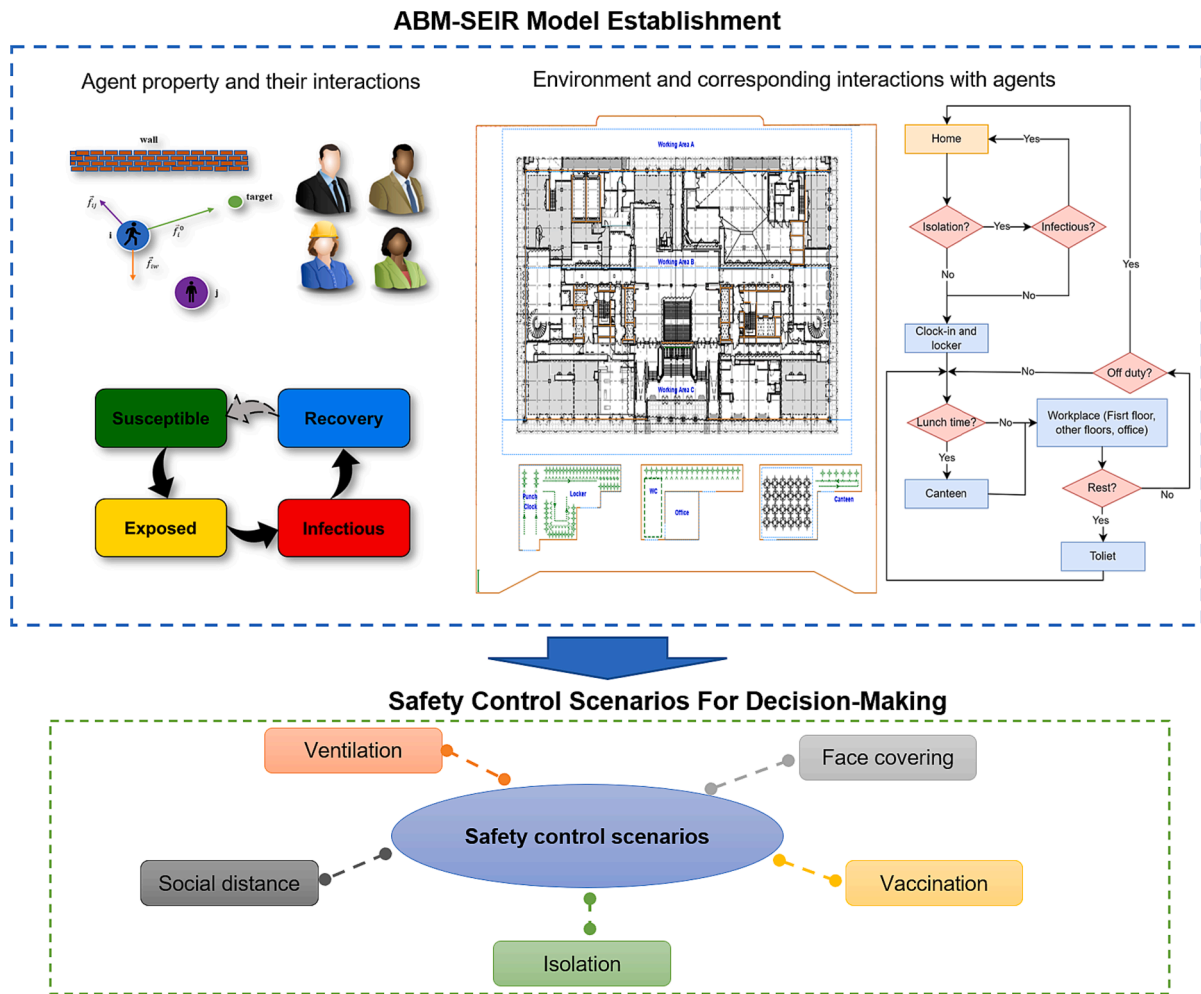 ABM-SEIR Model Establishment
Agent property and their interactions
wall
target
f⃗ij
f⃗i⁰
i
f⃗iw
j
Susceptible
Recovery
Exposed
Infectious
Environment and corresponding interactions with agents
Working Area A
Working Area B
Working Area C
Punch
Clock
Locker
WC
Office
Canteen
Home
Yes
Isolation?
Yes
Infectious?
No
No
Yes
Clock-in and
locker
No
Off duty?
Lunch time?
No
Workplace (Fisrt floor,
other floors, office)
Yes
Canteen
Rest?
No
Yes
Toliet
Safety Control Scenarios For Decision-Making
Ventilation
Face covering
Safety control scenarios
Social distance
Vaccination
Isolation